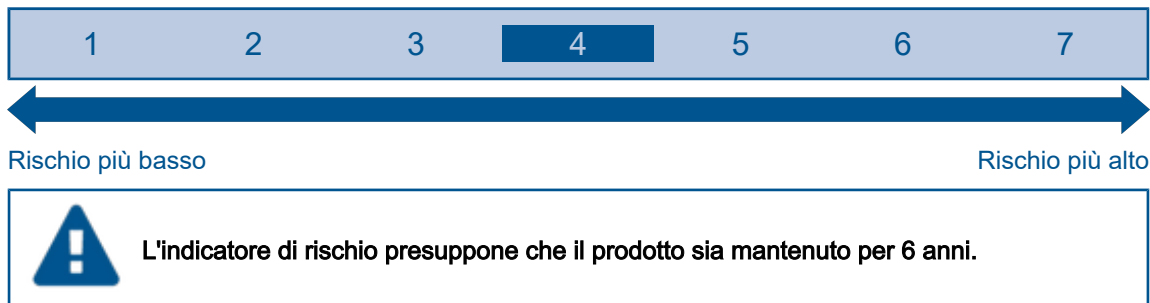 1 2 3 4 5 6 7
Rischio più basso Rischio più alto
L'indicatore di rischio presuppone che il prodotto sia mantenuto per 6 anni.